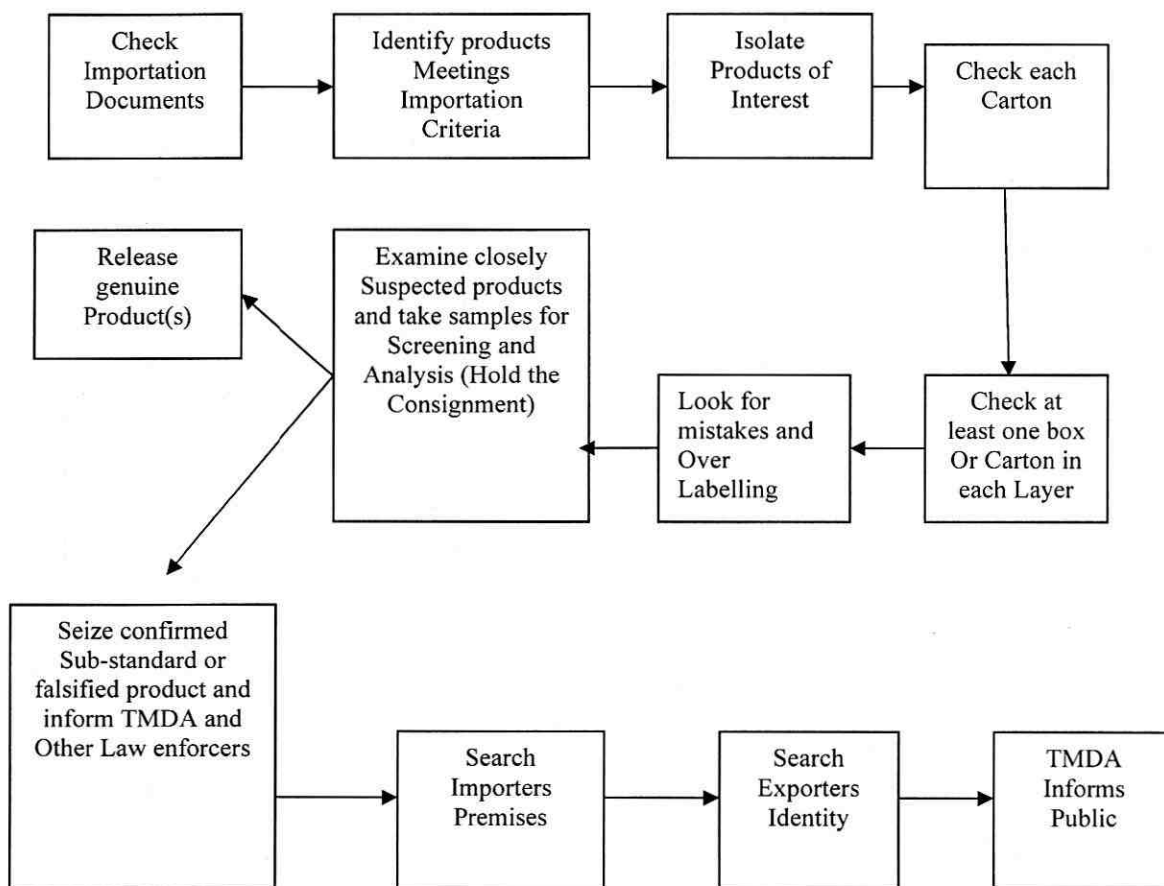 Check
Importation
Documents
Identify products
Meetings
Importation
Criteria
Isolate
Products of
Interest
Check each
Carton
Check at
least one box
Or Carton in
each Layer
Look for
mistakes and
Over
Labelling
Examine closely
Suspected products
and take samples for
Screening and
Analysis (Hold the
Consignment)
Release
genuine
Product(s)
Seize confirmed
Sub-standard or
falsified product and
inform TMDA and
Other Law enforcers
Search
Importers
Premises
Search
Exporters
Identity
TMDA
Informs
Public